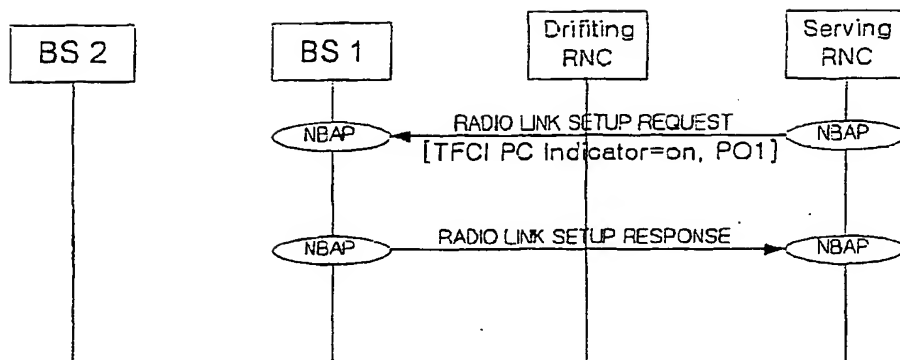 BS 2
BS 1
Drifiting
RNC
Serving
RNC
NBAP
RADIO LINK SETUP REQUEST
NBAP
[TFCI PC Indicator=on, PO1]
NBAP
RADIO LINK SETUP RESPONSE
NBAP